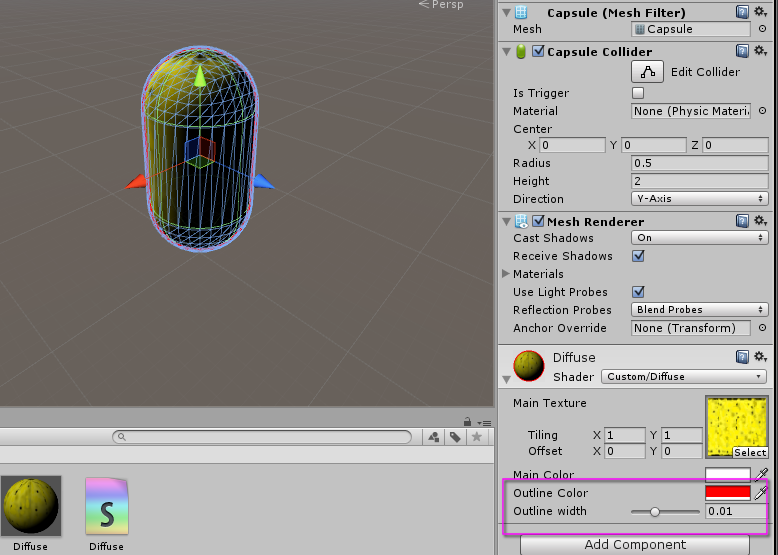 Persp
Capsule (Mesh Filter)
Mesh Capsule
Capsule Collider
Edit Collider
Is Trigger
Material None (Physic Materi
Center
X 0 Y 0 Z 0
Radius 0.5
Height 2
Direction Y-Axis
Mesh Renderer
Cast Shadows On
Receive Shadows
Materials
Use Light Probes
Reflection Probes Blend Probes
Anchor Override None (Transform)
Diffuse
Shader Custom/Diffuse
Main Texture
Tiling X 1 Y 1
Offset X 0 Y 0
Select
Main Color
Outline Color
Outline width 0.01
Add Component
S
Diffuse
Diffuse